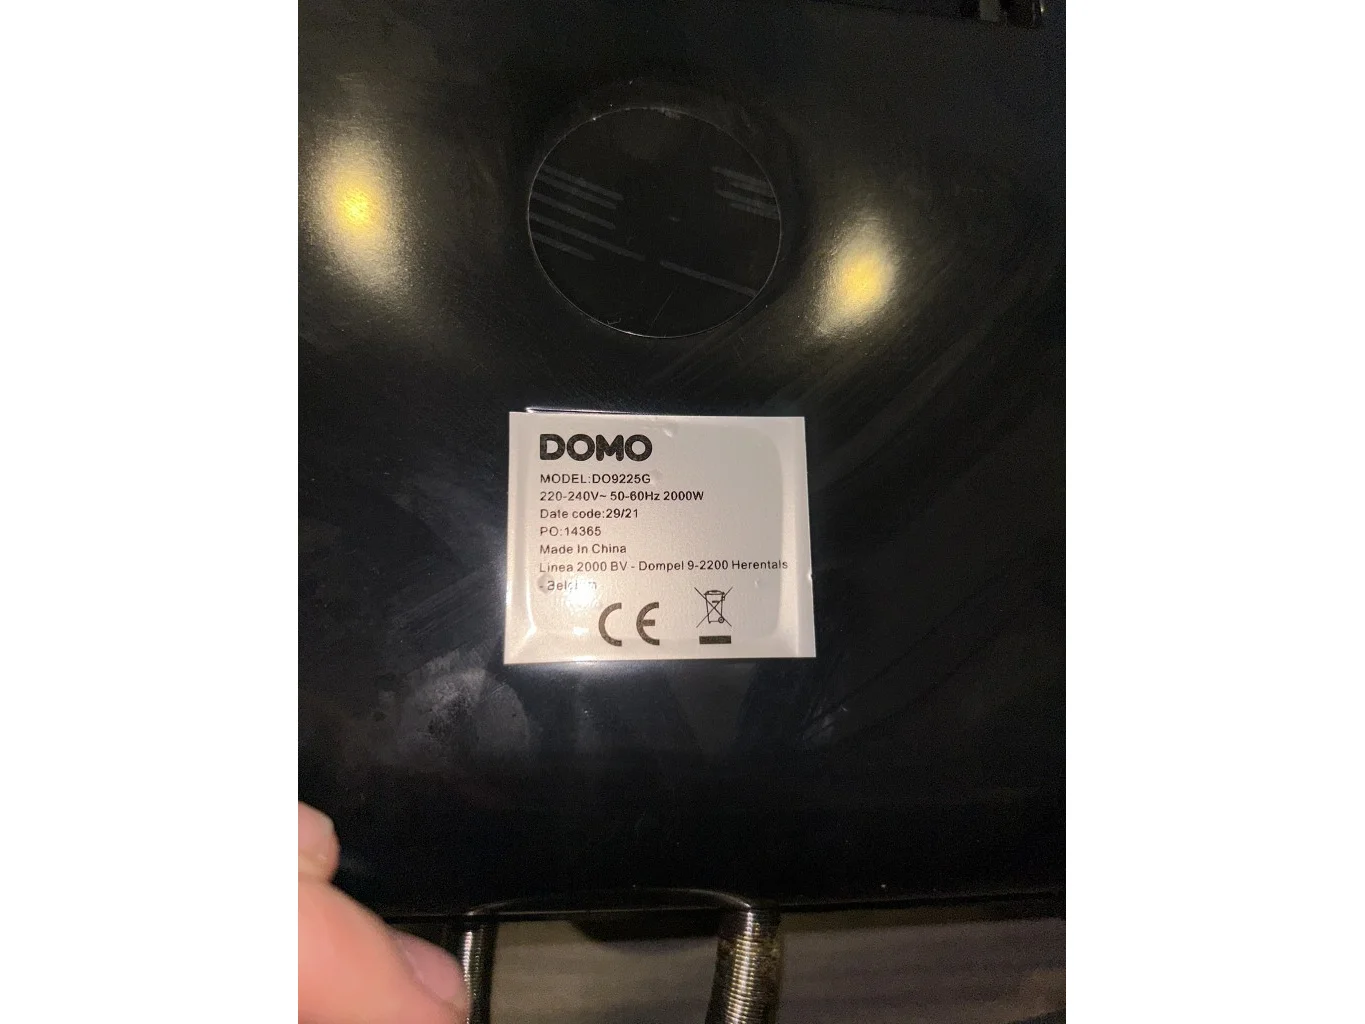 DOMO
MODEL:DO9225G
220-240V~ 50-60Hz 2000W
Date code:29/21
PO:14365
Made In China
Linea 2000 BV - Dompel 9-2200 Herentals
- Belgium
CE